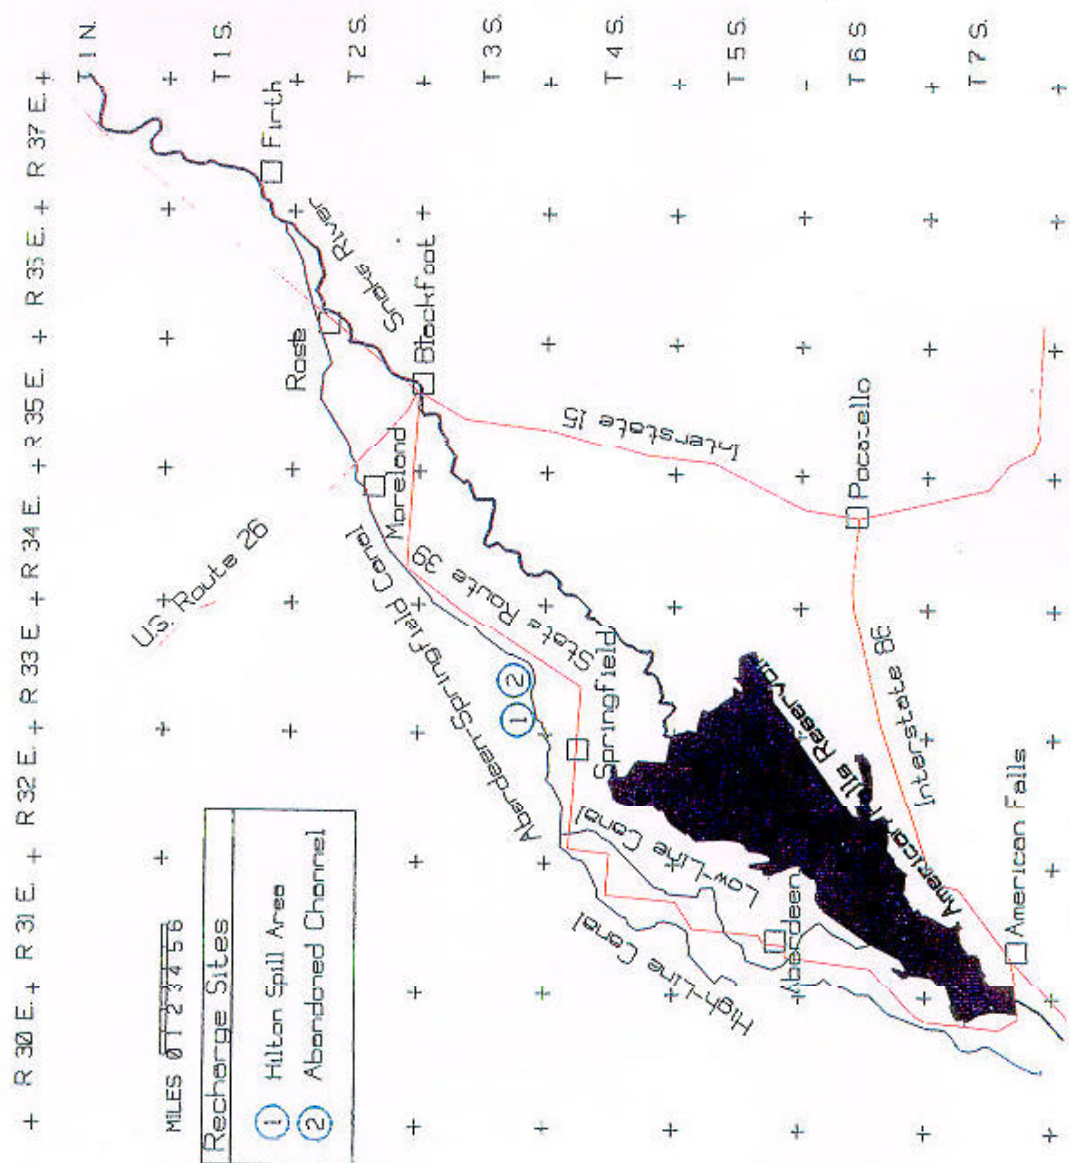 R 30 E.
R 31 E.
R 32 E.
R 33 E.
R 34 E.
R 35 E.
R 36 E.
R 37 E.
T 1 N.
T 1 S.
T 2 S.
T 3 S.
T 4 S.
T 5 S.
T 6 S
T 7 S.
MILES 0 1 2 3 4 5 6
Recharge Sites
1 Hilton Spill Area
2 Abandoned Channel
U.S. Route 26
Firth
Snake River
Rose
Blackfoot
Moreland
Interstate 15
State Route 39
Aberdeen-Springfield Canal
1
2
Springfield
Pocatello
Interstate 86
American Falls Reservoir
Low-Line Canal
High-Line Canal
Aberdeen
American Falls